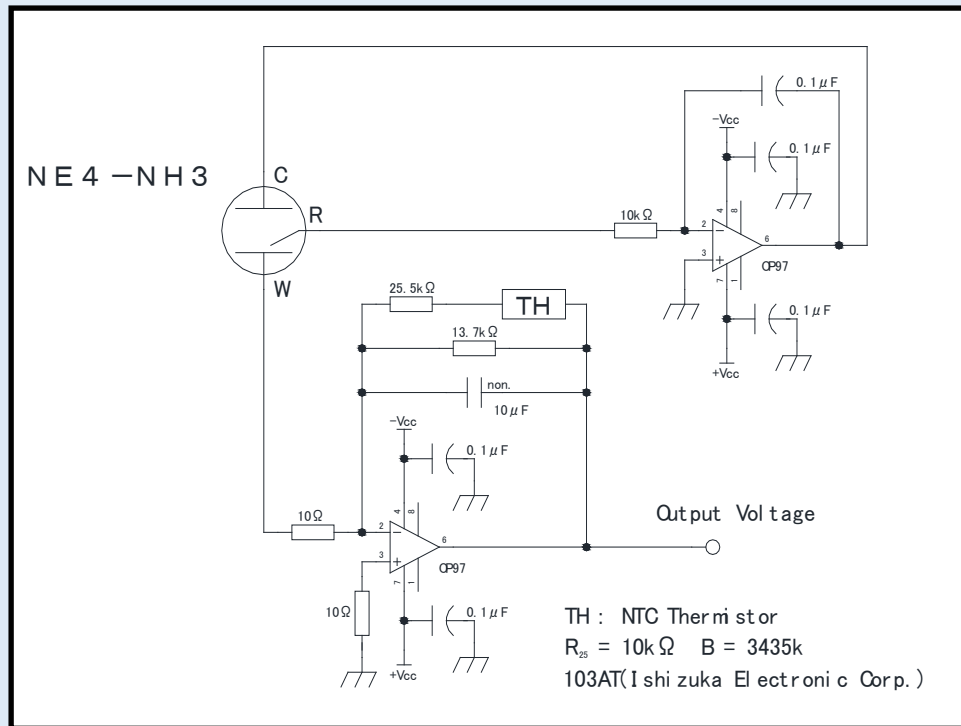 0.1μF
-Vcc
0.1μF
NE4-NH3
C
R
10kΩ
4
8
2
6
3
OP97
7
1
W
25.5kΩ
TH
0.1μF
13.7kΩ
+Vcc
non.
10μF
-Vcc
0.1μF
4
8
10Ω
2
6
3
OP97
7
1
Output Voltage
10Ω
0.1μF
+Vcc
TH: NTC Thermistor
R25 = 10kΩ B = 3435k
103AT(Ishizuka Electronic Corp.)